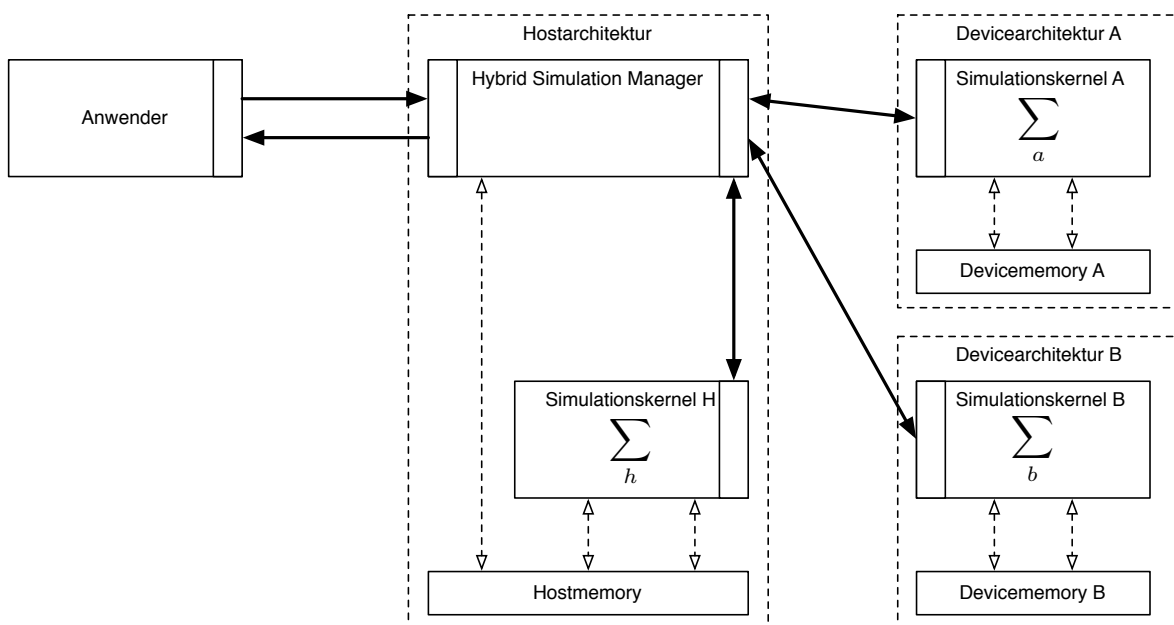 Anwender
Hostarchitektur
Hybrid Simulation Manager
Simulationskernel H
∑
h
Hostmemory
Devicearchitektur A
Simulationskernel A
∑
a
Devicememory A
Devicearchitektur B
Simulationskernel B
∑
b
Devicememory B